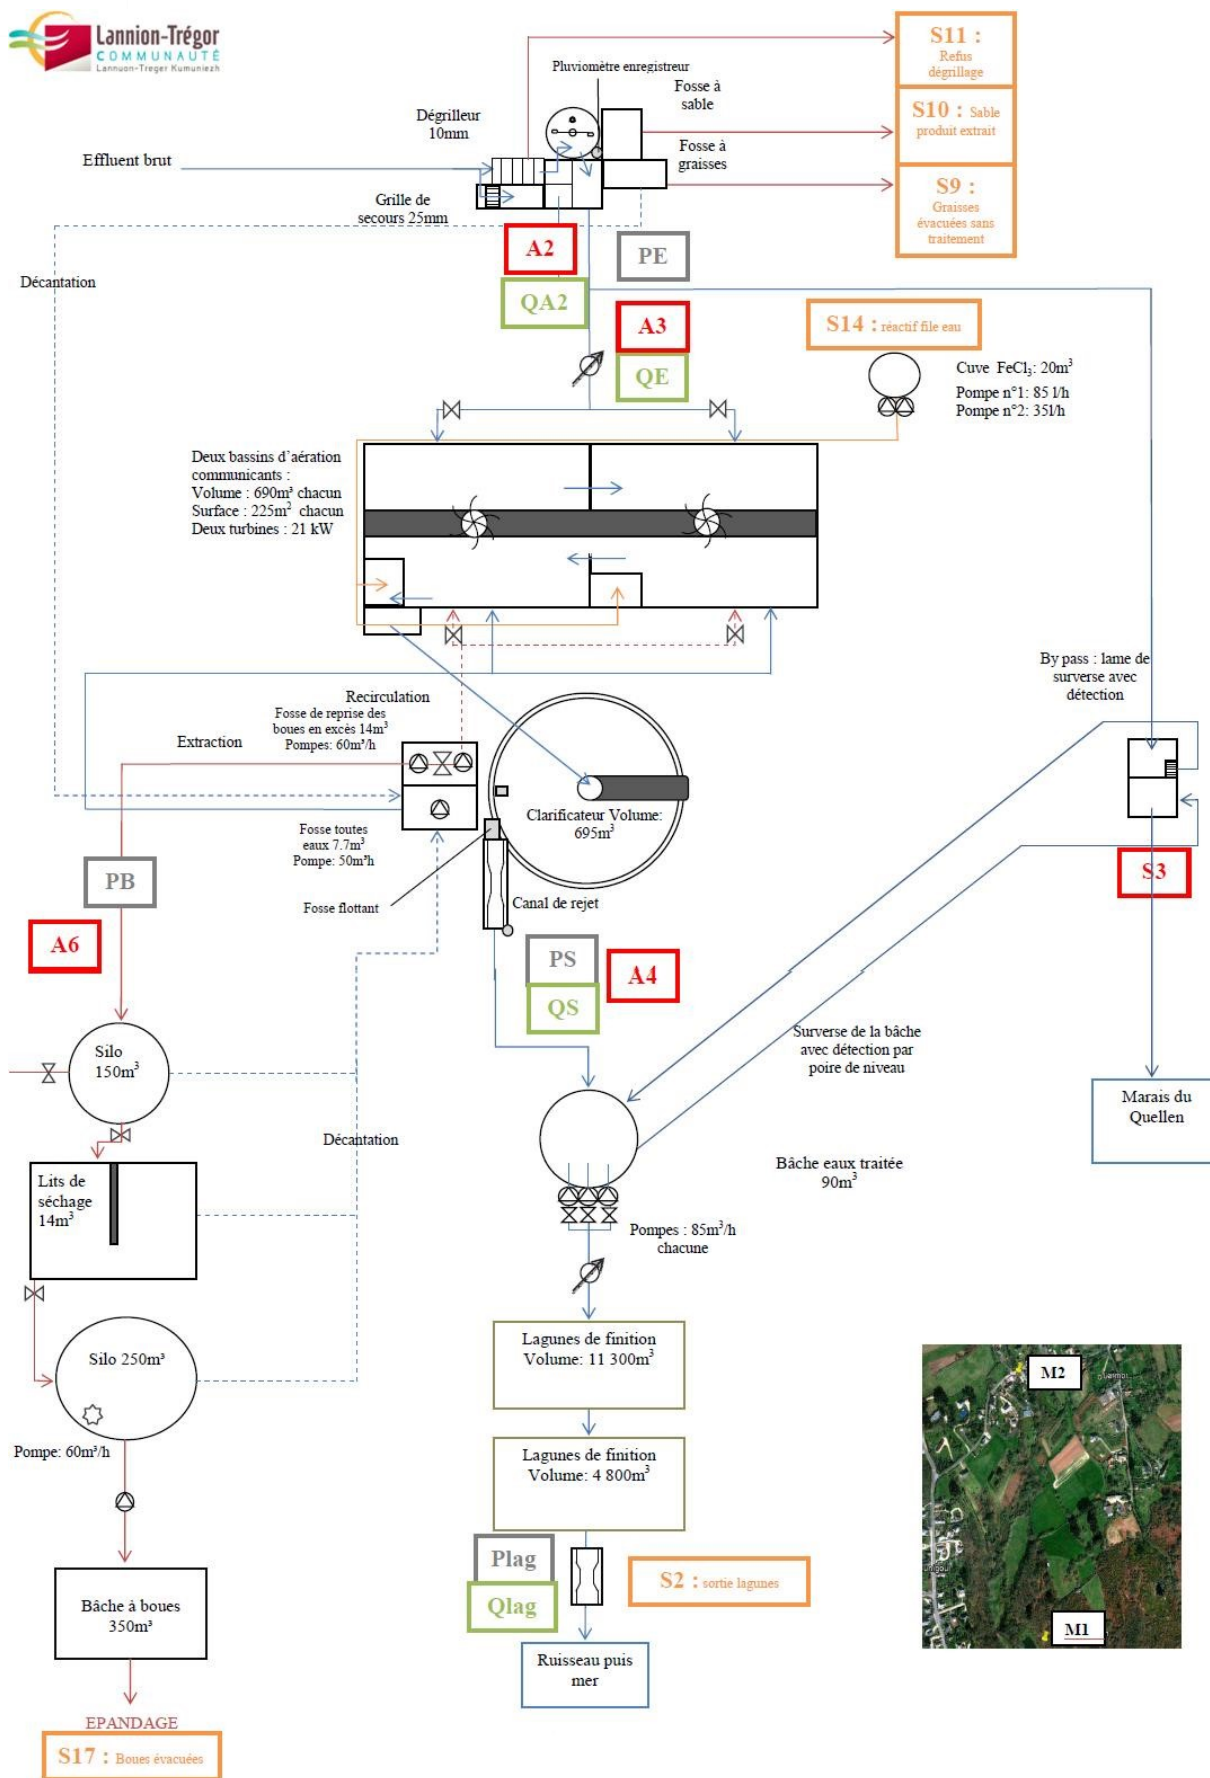 Lannion-Trégor
COMMUNAUTÉ
Lannuon-Treger Kumuniezh
Pluviomètre enregistreur
Fosse à
sable
S11 :
Refus
dégrillage
Dégrilleur
10mm
S10 : Sable
produit extrait
Effluent brut
Fosse à
graisses
S9 :
Graisses
évacuées sans
traitement
Grille de
secours 25mm
A2
PE
Décantation
QA2
A3
S14 : réactif file eau
QE
Cuve FeCl3: 20m3
Pompe n°1: 85 l/h
Pompe n°2: 35l/h
Deux bassins d'aération
communicants :
Volume : 690m³ chacun
Surface : 225m2 chacun
Deux turbines : 21 kW
By pass : lame de
surverse avec
détection
Recirculation
Fosse de reprise des
boues en excès 14m3
Pompes: 60m³/h
Extraction
Clarificateur Volume:
695m3
Fosse toutes
eaux 7.7m3
Pompe: 50m³h
PB
S3
Fosse flottant
Canal de rejet
A6
PS
A4
QS
Silo
150m3
Surverse de la bâche
avec détection par
poire de niveau
Marais du
Quellen
Décantation
Bâche eaux traitée
90m3
Lits de
séchage
14m3
Pompes : 85m3/h
chacune
Lagunes de finition
Volume: 11 300m3
Silo 250m³
M2
Pompe: 60m³/h
Lagunes de finition
Volume: 4 800m3
Plag
S2 : sortie lagunes
Qlag
Bâche à boues
350m³
M1
Ruisseau puis
mer
EPANDAGE
S17 : Boues évacuées